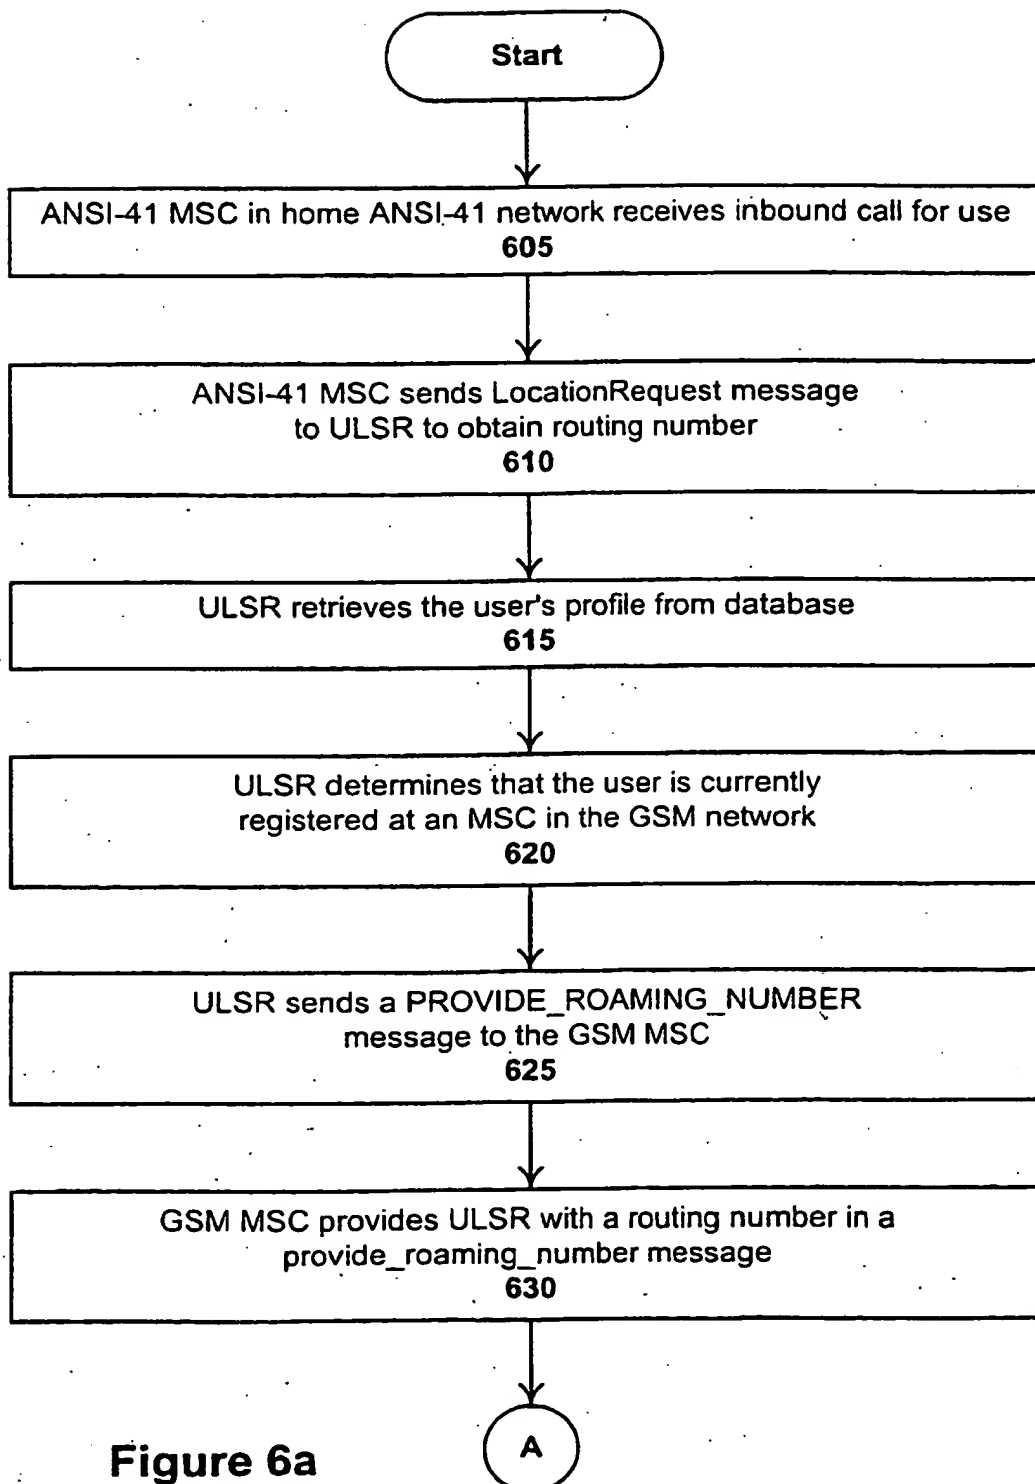 Start
ANSI-41 MSC in home ANSI-41 network receives inbound call for use
605
ANSI-41 MSC sends LocationRequest message
to ULSR to obtain routing number
610
ULSR retrieves the user's profile from database
615
ULSR determines that the user is currently
registered at an MSC in the GSM network
620
ULSR sends a PROVIDE_ROAMING_NUMBER
message to the GSM MSC
625
GSM MSC provides ULSR with a routing number in a
provide_roaming_number message
630
A
Figure 6a